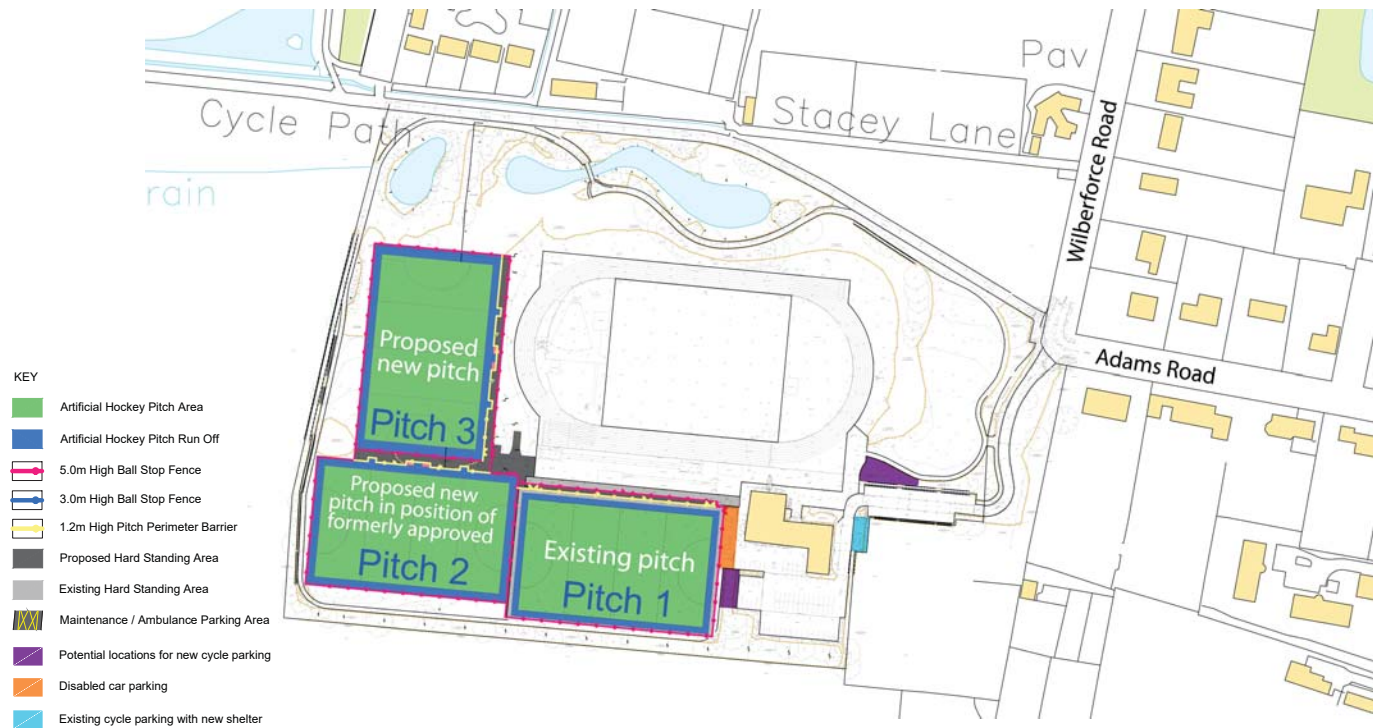 Pav
Cycle Path
Stacey Lane
rain
Wilberforce Road
Adams Road
Proposed
new pitch
Pitch 3
Proposed new
pitch in position of
formerly approved
Pitch 2
Existing pitch
Pitch 1
KEY
Artificial Hockey Pitch Area
Artificial Hockey Pitch Run Off
5.0m High Ball Stop Fence
3.0m High Ball Stop Fence
1.2m High Pitch Perimeter Barrier
Proposed Hard Standing Area
Existing Hard Standing Area
Maintenance / Ambulance Parking Area
Potential locations for new cycle parking
Disabled car parking
Existing cycle parking with new shelter